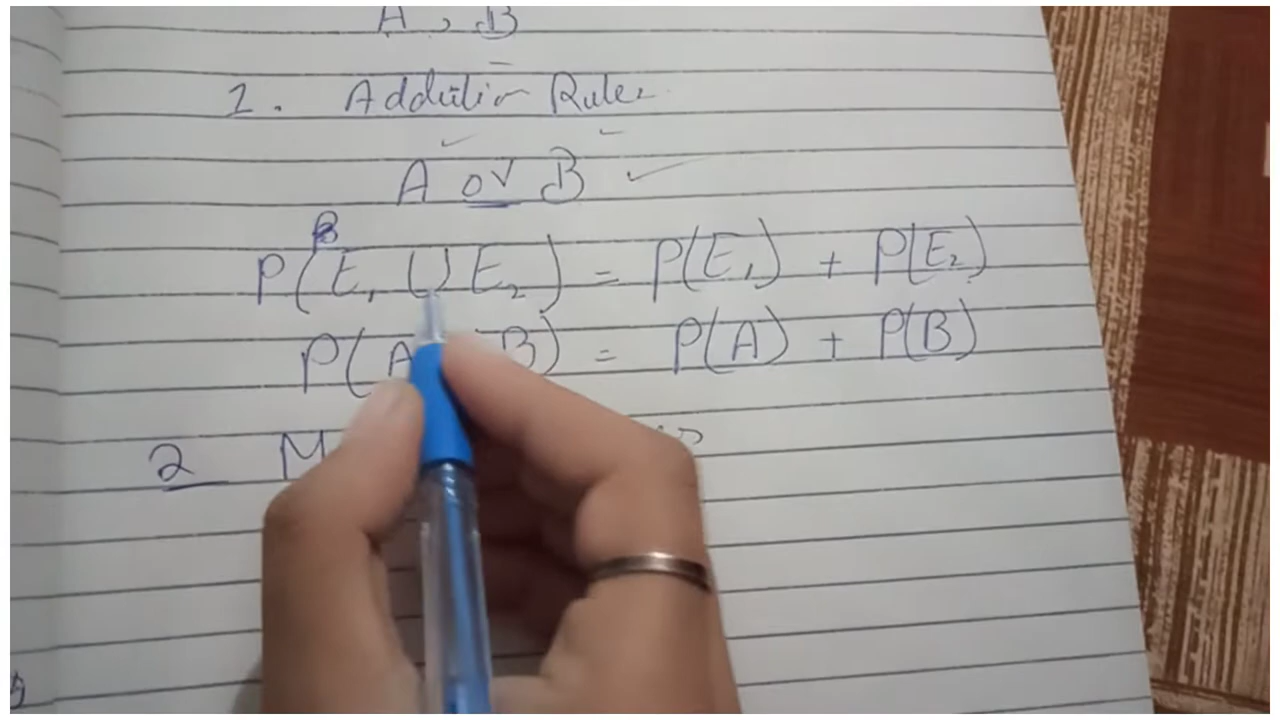 A , B
1. Addition Rule:
A or B
B
P(E₁ ∪ E₂) = P(E₁) + P(E₂)
P(A B) = P(A) + P(B)
2 M